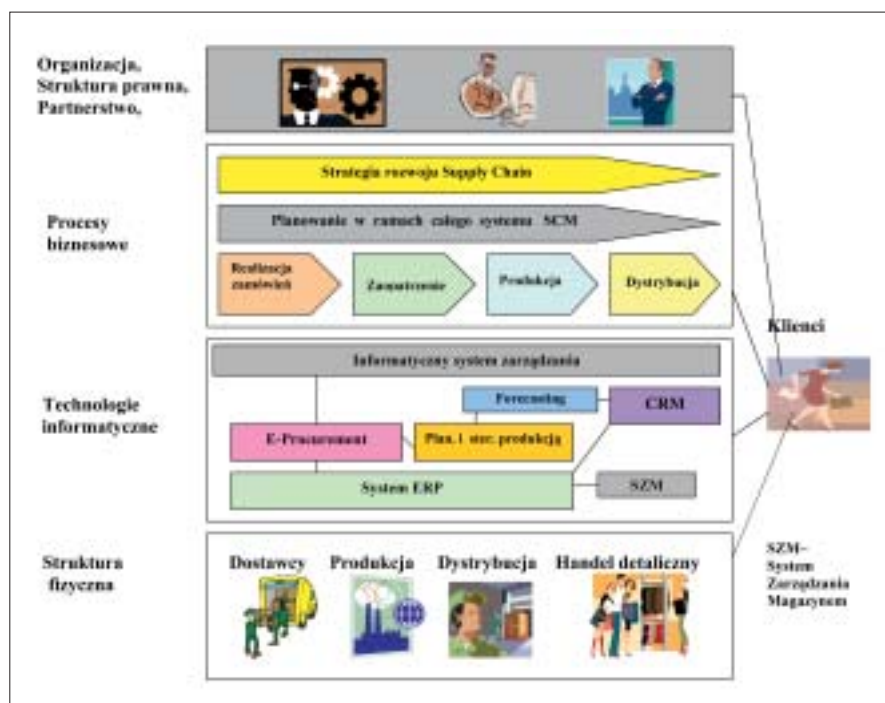 Organizacja,
Struktura prawna,
Partnerstwo,
Strategia rozwoju Supply Chain
Planowanie w ramach całego systemu SCM
Procesy
biznesowe
Realizacja
zamówień
Zaopatrzenie
Produkcja
Dystrybucja
Klienci
Informatyczny system zarządzania
Technologie
informatyczne
Forecasting
CRM
E-Procurement
Plan. i ster. produkcją
System ERP
SZM
Struktura
fizyczna
Dostawcy
Produkcja
Dystrybucja
Handel detaliczny
SZM–
System
Zarządzania
Magazynem